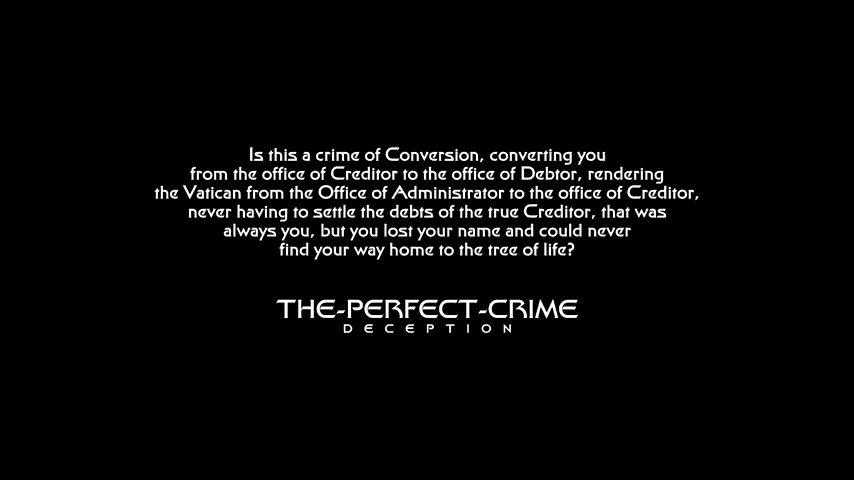 Is this a crime of Conversion, converting you
from the office of Creditor to the office of Debtor, rendering
the Vatican from the Office of Administrator to the office of Creditor,
never having to settle the debts of the true Creditor, that was
always you, but you lost your name and could never
find your way home to the tree of life?
THE-PERFECT-CRIME
DECEPTION